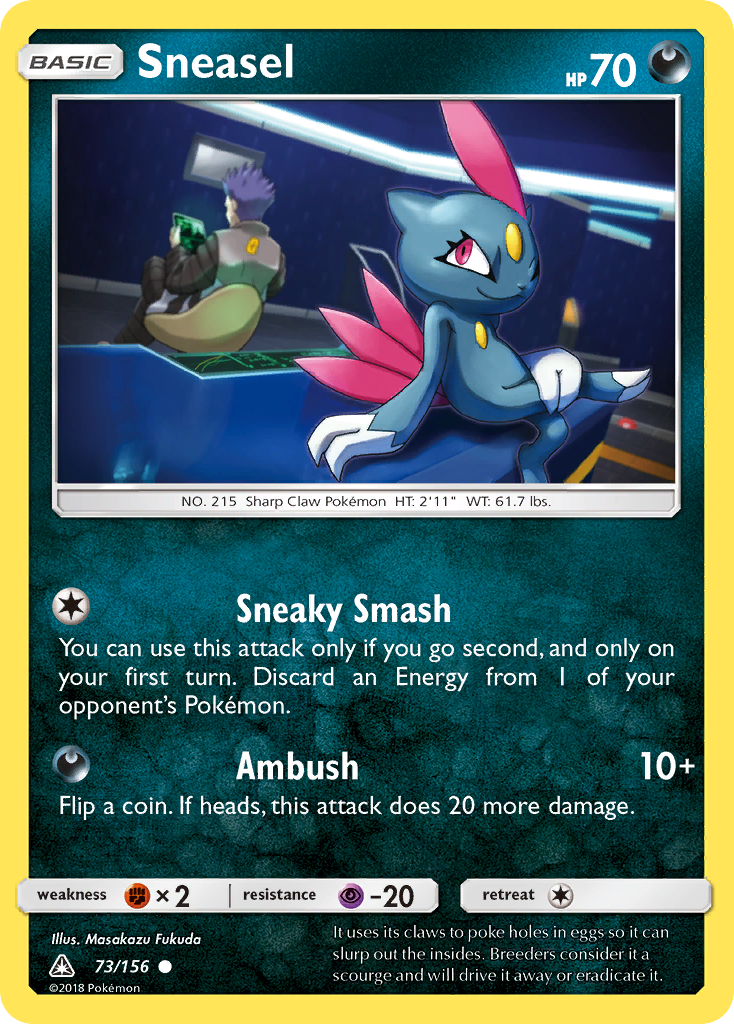 BASIC Sneasel HP 70
NO. 215 Sharp Claw Pokémon HT: 2'11" WT: 61.7 lbs.
Sneaky Smash
You can use this attack only if you go second, and only on
your first turn. Discard an Energy from 1 of your
opponent's Pokémon.
Ambush 10+
Flip a coin. If heads, this attack does 20 more damage.
weakness ×2 resistance -20 retreat
Illus. Masakazu Fukuda
73/156
©2018 Pokémon
It uses its claws to poke holes in eggs so it can
slurp out the insides. Breeders consider it a
scourge and will drive it away or eradicate it.